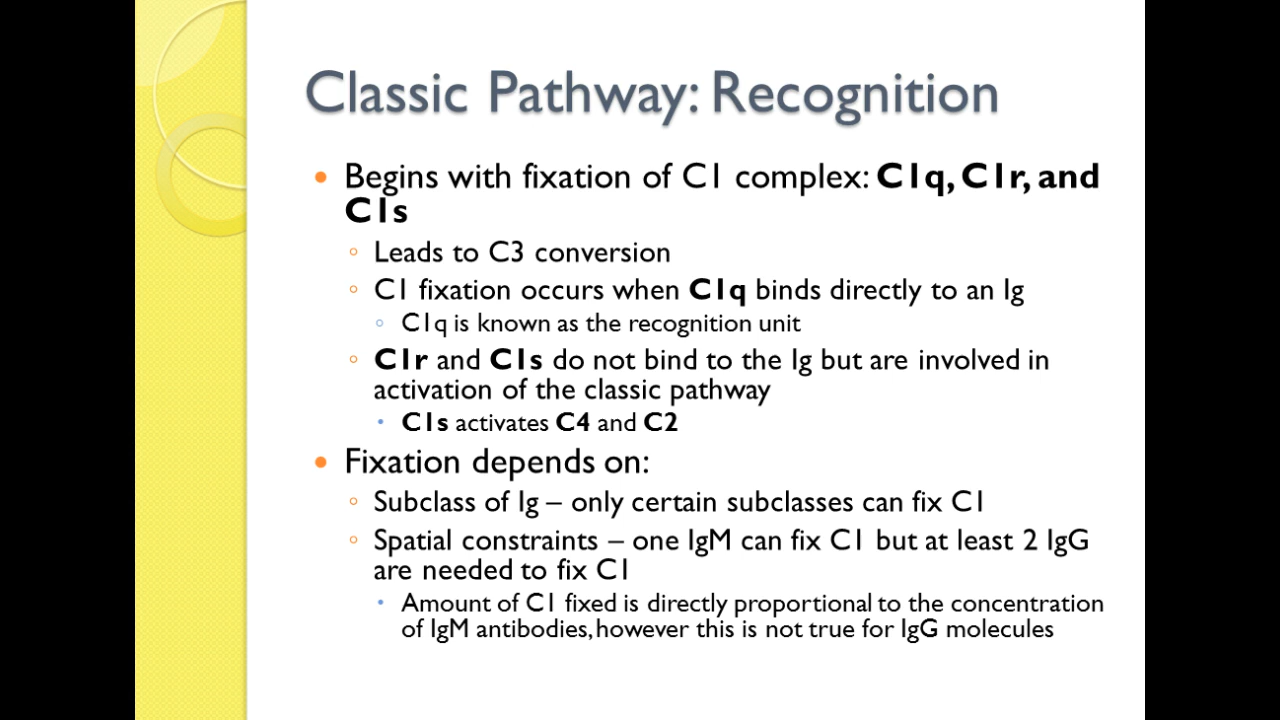 Classic Pathway: Recognition
• Begins with fixation of C1 complex: C1q, C1r, and
C1s
◦ Leads to C3 conversion
◦ C1 fixation occurs when C1q binds directly to an Ig
◦ C1q is known as the recognition unit
◦ C1r and C1s do not bind to the Ig but are involved in
activation of the classic pathway
• C1s activates C4 and C2
• Fixation depends on:
◦ Subclass of Ig – only certain subclasses can fix C1
◦ Spatial constraints – one IgM can fix C1 but at least 2 IgG
are needed to fix C1
• Amount of C1 fixed is directly proportional to the concentration
of IgM antibodies, however this is not true for IgG molecules